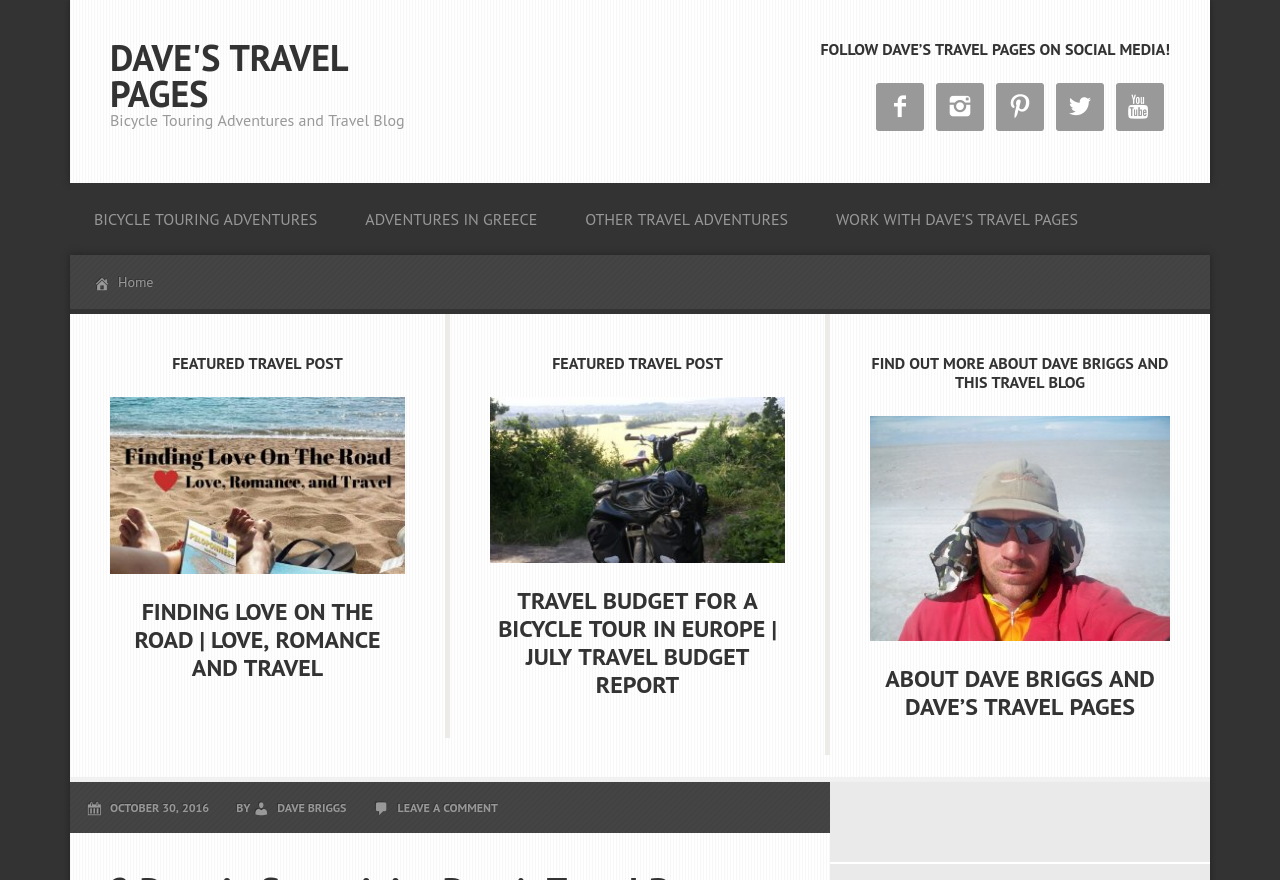 DAVE'S TRAVEL
PAGES
Bicycle Touring Adventures and Travel Blog
FOLLOW DAVE'S TRAVEL PAGES ON SOCIAL MEDIA!
You
Tube
BICYCLE TOURING ADVENTURES
ADVENTURES IN GREECE
OTHER TRAVEL ADVENTURES
WORK WITH DAVE'S TRAVEL PAGES
Home
FEATURED TRAVEL POST
Finding Love On The Road
Love, Romance, and Travel
PELOPONNESE
FINDING LOVE ON THE
ROAD | LOVE, ROMANCE
AND TRAVEL
FEATURED TRAVEL POST
TRAVEL BUDGET FOR A
BICYCLE TOUR IN EUROPE |
JULY TRAVEL BUDGET
REPORT
FIND OUT MORE ABOUT DAVE BRIGGS AND
THIS TRAVEL BLOG
ABOUT DAVE BRIGGS AND
DAVE'S TRAVEL PAGES
OCTOBER 30, 2016
BY DAVE BRIGGS
LEAVE A COMMENT